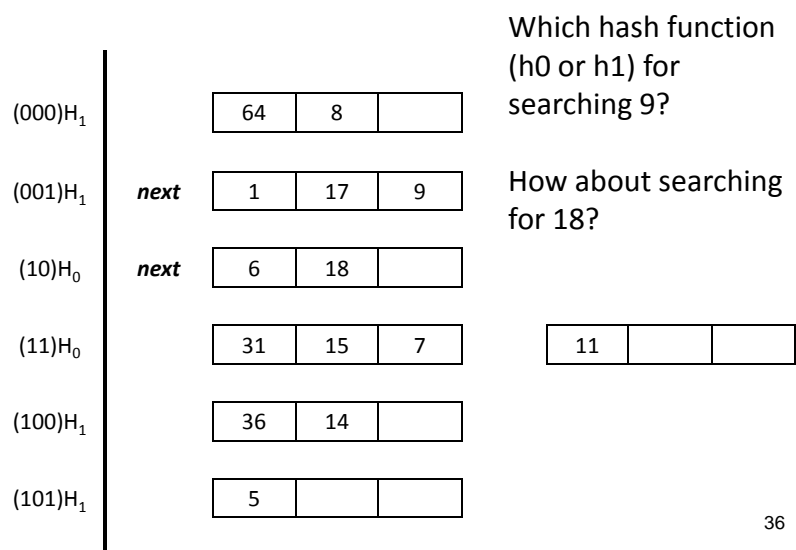 Which hash function
(h0 or h1) for
searching 9?
(000)H₁ 64 8
(001)H₁ next 1 17 9
How about searching
for 18?
(10)H₀ next 6 18
(11)H₀ 31 15 7 11
(100)H₁ 36 14
(101)H₁ 5
36